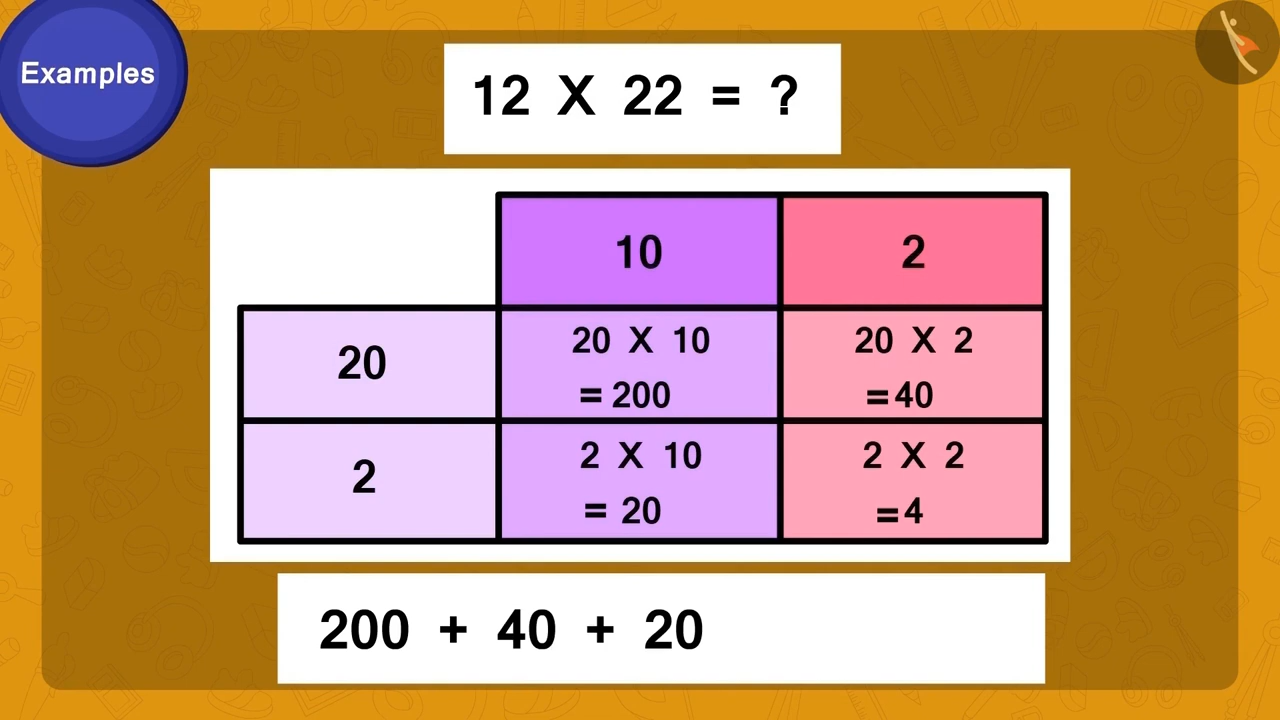 Examples
12 X 22 = ?
10 2
20 20 X 10 20 X 2
= 200 = 40
2 2 X 10 2 X 2
= 20 = 4
200 + 40 + 20